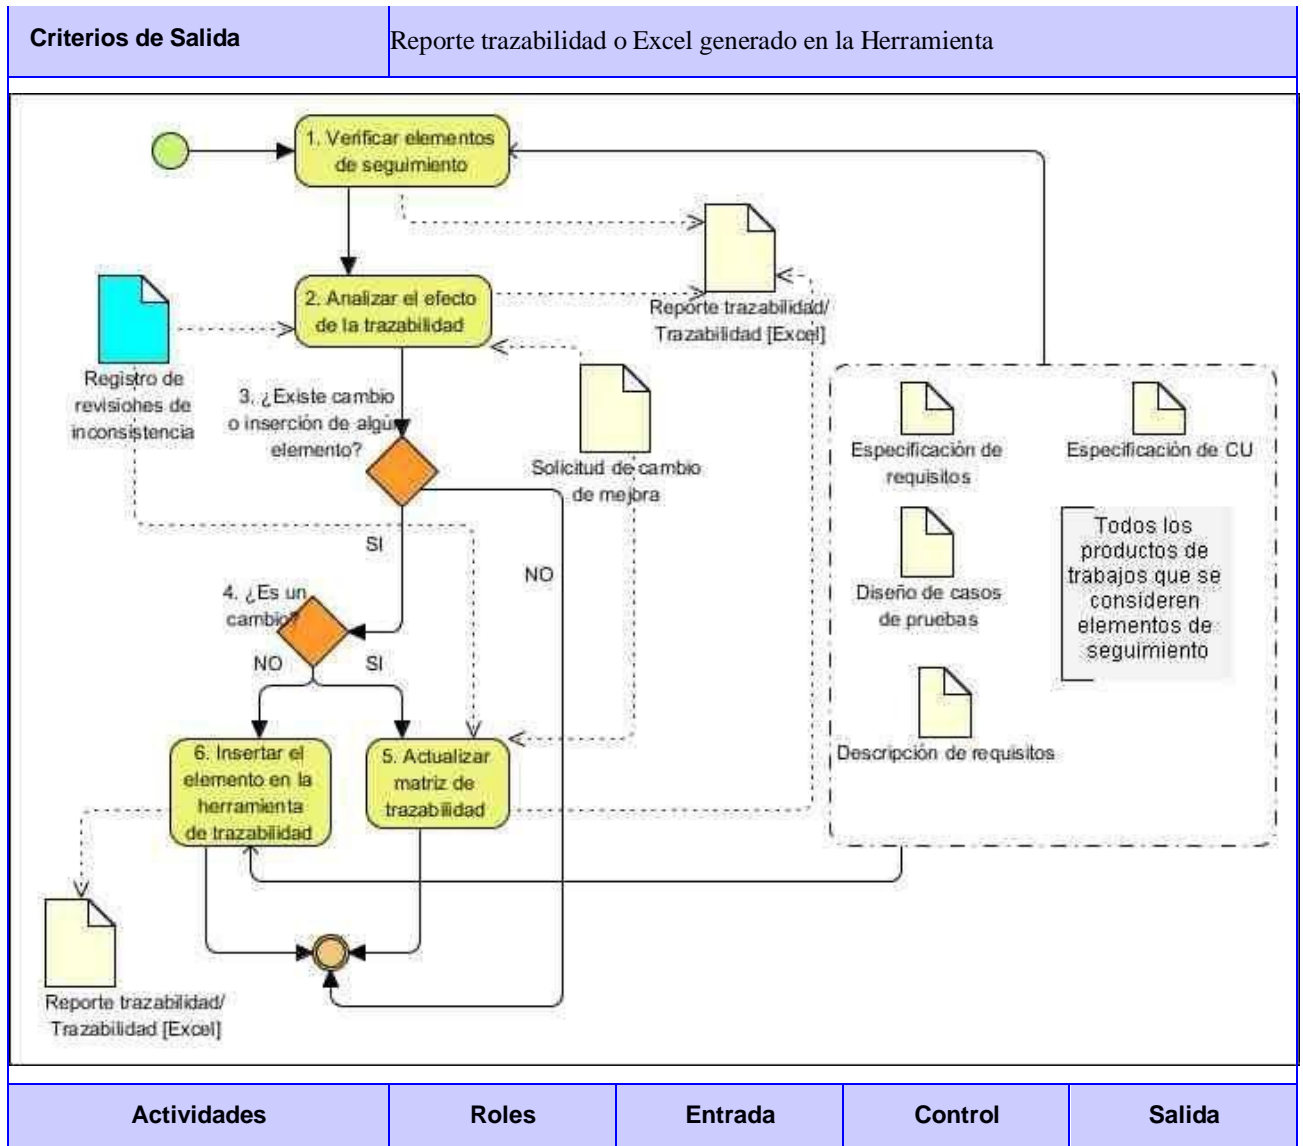 Criterios de Salida
Reporte trazabilidad o Excel generado en la Herramienta
1. Verificar elementos
de seguimiento
2. Analizar el efecto
de la trazabilidad
Reporte trazabilidad/
Trazabilidad [Excel]
Registro de
revisiones de
inconsistencia
3. ¿Existe cambio
o inserción de algún
elemento?
Solicitud de cambio
de mejora
Especificación de
requisitos
Especificación de CU
SI
NO
Diseño de casos
de pruebas
Todos los
productos de
trabajos que se
consideren
elementos de
seguimiento
4. ¿Es un
cambio?
NO
SI
Descripción de requisitos
6. Insertar el
elemento en la
herramienta
de trazabilidad
5. Actualizar
matriz de
trazabilidad
Reporte trazabilidad/
Trazabilidad [Excel]
Actividades
Roles
Entrada
Control
Salida